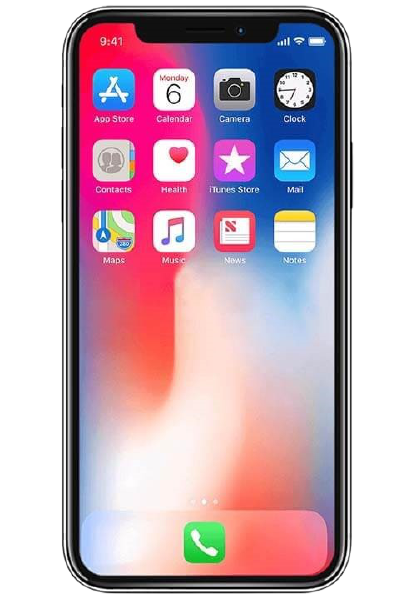 9:41
Monday
6
App Store
Calendar
Camera
Clock
Contacts
Health
iTunes Store
Mail
Maps
Music
News
Notes